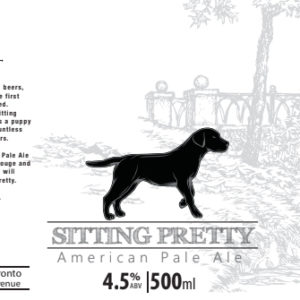 beers,
e first
ed.
itting
s a puppy
untless
rs.
Pale Ale
ouge and
will
retty.
ronto
venue
SITTING PRETTY
American Pale Ale
4.5% ABV | 500ml